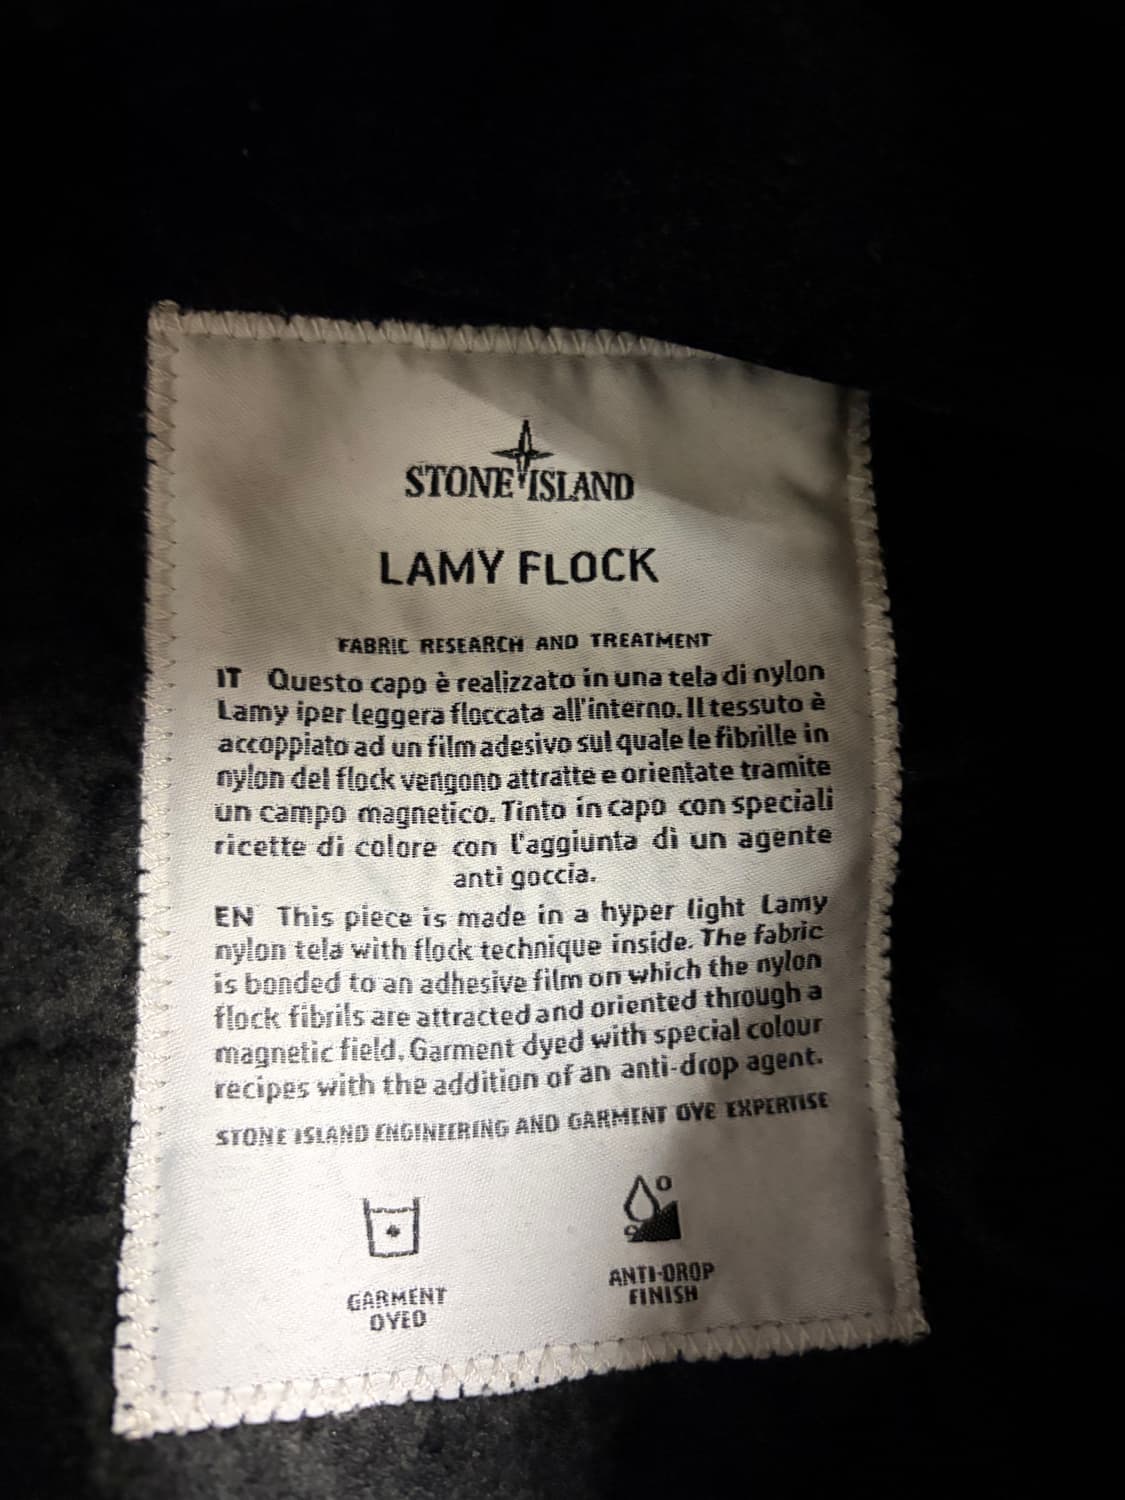 STONE ISLAND
LAMY FLOCK
FABRIC RESEARCH AND TREATMENT
IT Questo capo è realizzato in una tela di nylon
Lamy iper leggera floccata all'interno. Il tessuto è
accoppiato ad un film adesivo sul quale le fibrille in
nylon del flock vengono attratte e orientate tramite
un campo magnetico. Tinto in capo con speciali
ricette di colore con l'aggiunta di un agente
anti goccia.
EN This piece is made in a hyper light Lamy
nylon tela with flock technique inside. The fabric
is bonded to an adhesive film on which the nylon
flock fibrils are attracted and oriented through a
magnetic field. Garment dyed with special colour
recipes with the addition of an anti-drop agent.
STONE ISLAND ENGINEERING AND GARMENT DYE EXPERTISE
GARMENT
DYED
ANTI-DROP
FINISH